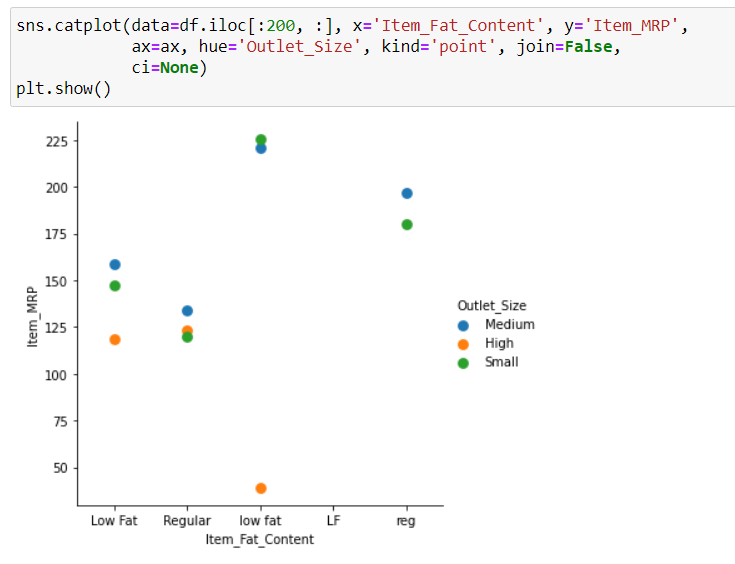 sns.catplot(data=df.iloc[:200, :], x='Item_Fat_Content', y='Item_MRP',
ax=ax, hue='Outlet_Size', kind='point', join=False,
ci=None)
plt.show()
225
200
175
150
125
100
75
50
Item_MRP
Low Fat Regular low fat LF reg
Item_Fat_Content
Outlet_Size
Medium
High
Small